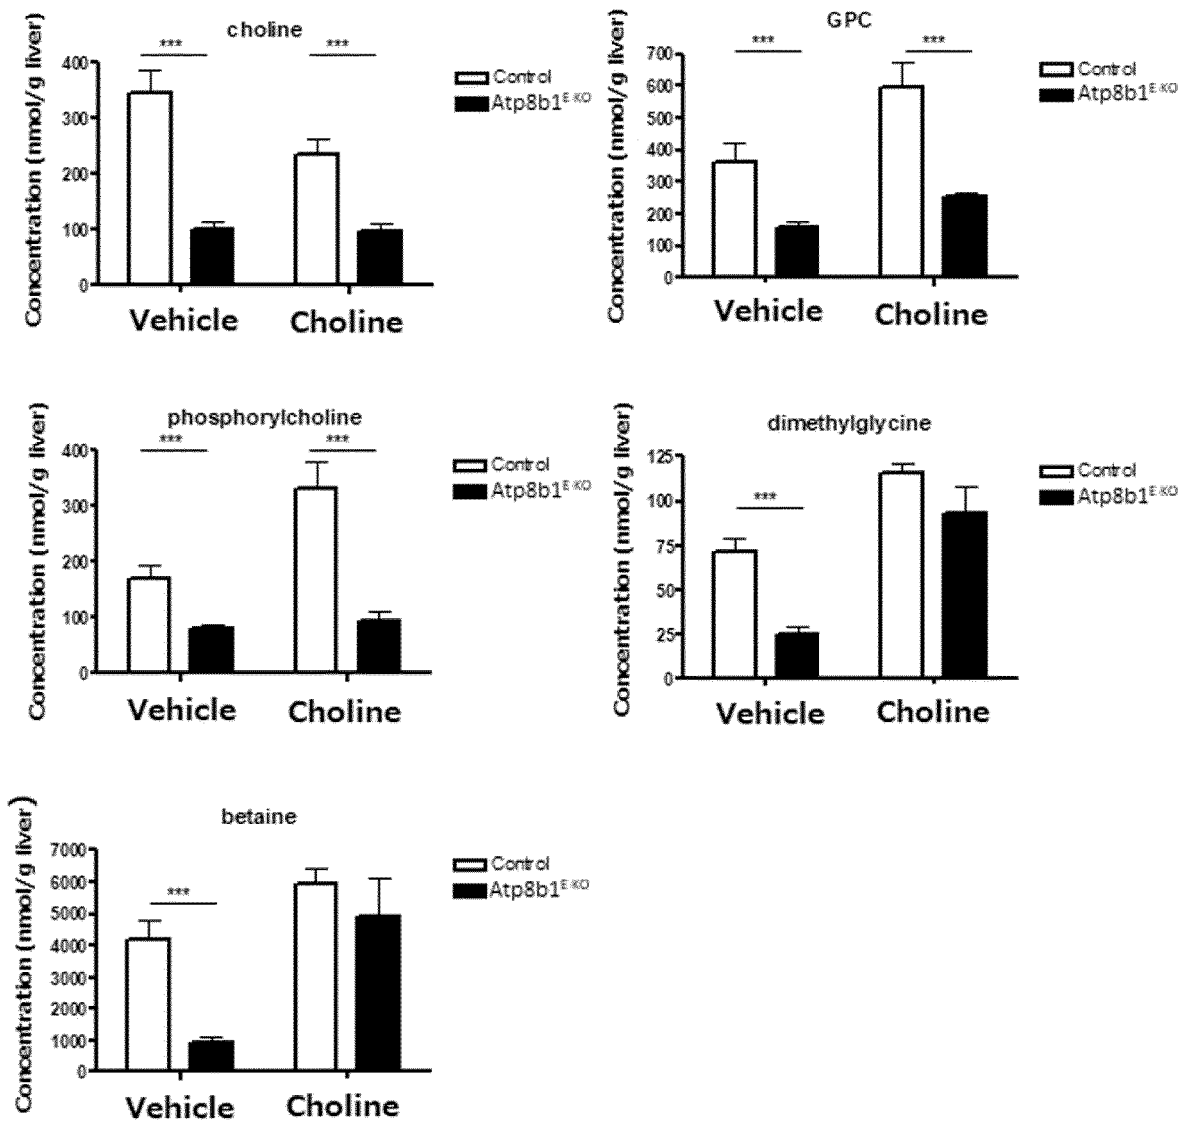 choline
***
***
Concentration (nmol/g liver)
400
300
200
100
0
Vehicle
Choline
Control
Atp8b1E-KO
GPC
***
***
Concentration (nmol/g liver)
700
600
500
400
300
200
100
0
Vehicle
Choline
Control
Atp8b1E-KO
phosphorylcholine
***
***
Concentration (nmol/g liver)
400
300
200
100
0
Vehicle
Choline
Control
Atp8b1E-KO
dimethylglycine
***
Concentration (nmol/g liver)
125
100
75
50
25
0
Vehicle
Choline
Control
Atp8b1E-KO
betaine
***
Concentration (nmol/g liver)
7000
6000
5000
4000
3000
2000
1000
0
Vehicle
Choline
Control
Atp8b1E-KO